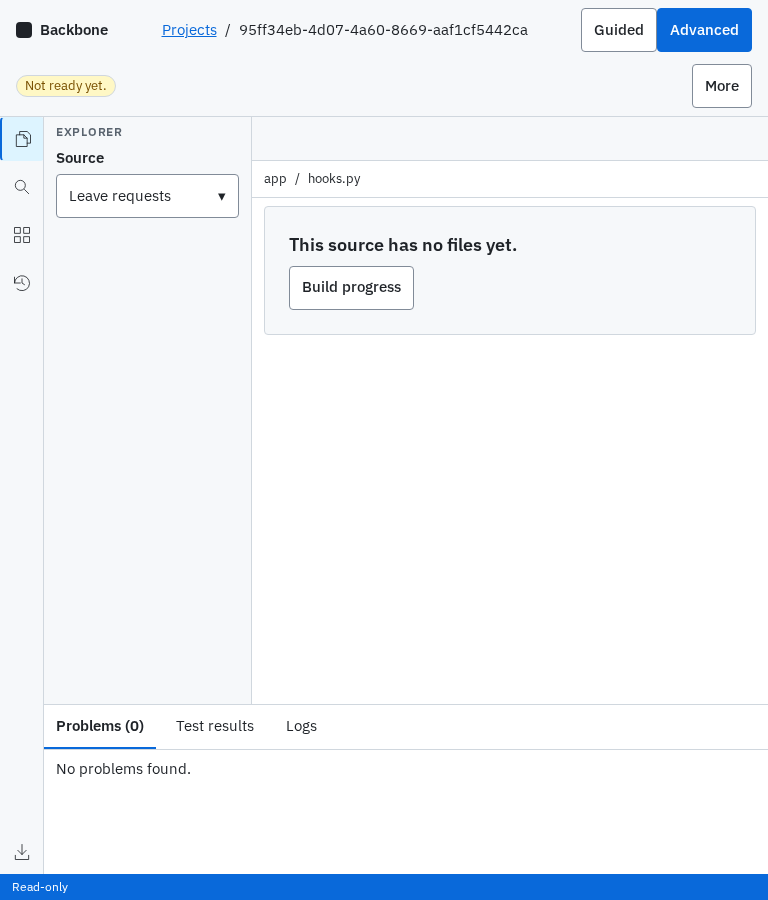 Backbone
Projects / 95ff34eb-4d07-4a60-8669-aaf1cf5442ca
Guided
Advanced
Not ready yet.
More
EXPLORER
Source
Leave requests
app / hooks.py
This source has no files yet.
Build progress
Problems (0)
Test results
Logs
No problems found.
Read-only